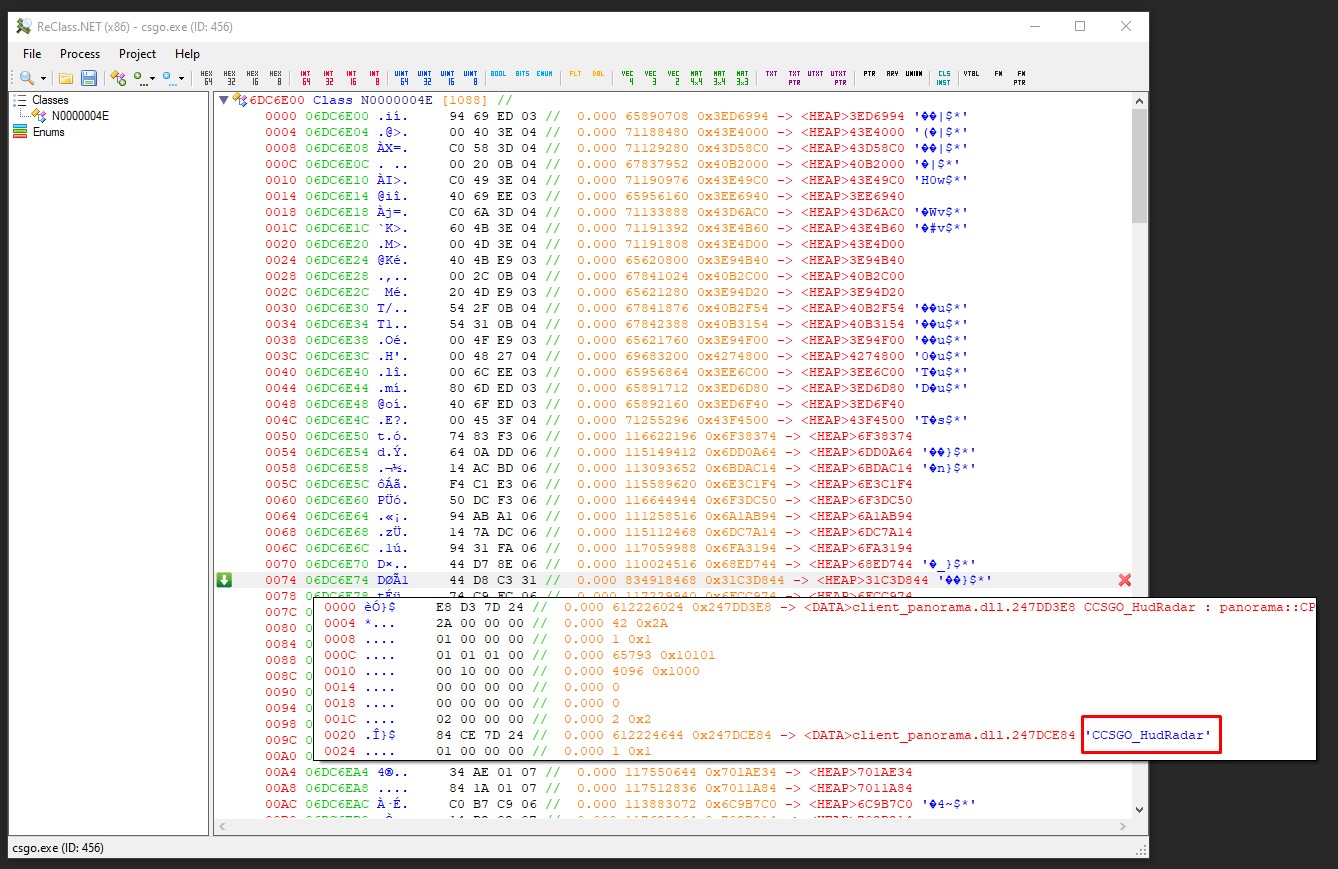 ReClass.NET (x86) - csgo.exe (ID: 456)
File Process Project Help
HEX 64 HEX 32 HEX 16 HEX 8 INT 64 INT 32 INT 16 INT 8 UINT 64 UINT 32 UINT 16 UINT 8 BOOL BITS ENUM FLT DBL VEC 4 VEC 3 VEC 2 MAT 4x4 MAT 3x4 MAT 3x3 TXT TXT PTR UTXT UTXT PTR PTR ARY UNION CLS INST VTBL FN FN PTR
Classes
N0000004E
Enums
6DC6E00 Class N0000004E [1088] //
0000 06DC6E00 .ií. 94 69 ED 03 // 0.000 65890708 0x3ED6994 -> <HEAP>3ED6994 '��|$*'
0004 06DC6E04 .@>. 00 40 3E 04 // 0.000 71188480 0x43E4000 -> <HEAP>43E4000 '(�|$*'
0008 06DC6E08 ÀX=. C0 58 3D 04 // 0.000 71129280 0x43D58C0 -> <HEAP>43D58C0 '��|$*'
000C 06DC6E0C . .. 00 20 0B 04 // 0.000 67837952 0x40B2000 -> <HEAP>40B2000 '�|$*'
0010 06DC6E10 ÀI>. C0 49 3E 04 // 0.000 71190976 0x43E49C0 -> <HEAP>43E49C0 'H0w$*'
0014 06DC6E14 @iî. 40 69 EE 03 // 0.000 65956160 0x3EE6940 -> <HEAP>3EE6940
0018 06DC6E18 Àj=. C0 6A 3D 04 // 0.000 71133888 0x43D6AC0 -> <HEAP>43D6AC0 '�Wv$*'
001C 06DC6E1C `K>. 60 4B 3E 04 // 0.000 71191392 0x43E4B60 -> <HEAP>43E4B60 '�#v$*'
0020 06DC6E20 .M>. 00 4D 3E 04 // 0.000 71191808 0x43E4D00 -> <HEAP>43E4D00
0024 06DC6E24 @Ké. 40 4B E9 03 // 0.000 65620800 0x3E94B40 -> <HEAP>3E94B40
0028 06DC6E28 .,.. 00 2C 0B 04 // 0.000 67841024 0x40B2C00 -> <HEAP>40B2C00
002C 06DC6E2C Mé. 20 4D E9 03 // 0.000 65621280 0x3E94D20 -> <HEAP>3E94D20
0030 06DC6E30 T/.. 54 2F 0B 04 // 0.000 67841876 0x40B2F54 -> <HEAP>40B2F54 '��u$*'
0034 06DC6E34 T1.. 54 31 0B 04 // 0.000 67842388 0x40B3154 -> <HEAP>40B3154 '��u$*'
0038 06DC6E38 .Oé. 00 4F E9 03 // 0.000 65621760 0x3E94F00 -> <HEAP>3E94F00 '��u$*'
003C 06DC6E3C .H'. 00 48 27 04 // 0.000 69683200 0x4274800 -> <HEAP>4274800 '0�u$*'
0040 06DC6E40 .lî. 00 6C EE 03 // 0.000 65956864 0x3EE6C00 -> <HEAP>3EE6C00 'T�u$*'
0044 06DC6E44 .mí. 80 6D ED 03 // 0.000 65891712 0x3ED6D80 -> <HEAP>3ED6D80 'D�u$*'
0048 06DC6E48 @oí. 40 6F ED 03 // 0.000 65892160 0x3ED6F40 -> <HEAP>3ED6F40
004C 06DC6E4C .E?. 00 45 3F 04 // 0.000 71255296 0x43F4500 -> <HEAP>43F4500 'T�s$*'
0050 06DC6E50 t.ó. 74 83 F3 06 // 0.000 116622196 0x6F38374 -> <HEAP>6F38374
0054 06DC6E54 d.Ý. 64 0A DD 06 // 0.000 115149412 0x6DD0A64 -> <HEAP>6DD0A64 '��}$*'
0058 06DC6E58 .¬½. 14 AC BD 06 // 0.000 113093652 0x6BDAC14 -> <HEAP>6BDAC14 '�n}$*'
005C 06DC6E5C ôÁã. F4 C1 E3 06 // 0.000 115589620 0x6E3C1F4 -> <HEAP>6E3C1F4
0060 06DC6E60 PÜó. 50 DC F3 06 // 0.000 116644944 0x6F3DC50 -> <HEAP>6F3DC50
0064 06DC6E64 .«¡. 94 AB A1 06 // 0.000 111258516 0x6A1AB94 -> <HEAP>6A1AB94
0068 06DC6E68 .zÜ. 14 7A DC 06 // 0.000 115112468 0x6DC7A14 -> <HEAP>6DC7A14
006C 06DC6E6C .1ú. 94 31 FA 06 // 0.000 117059988 0x6FA3194 -> <HEAP>6FA3194
0070 06DC6E70 D×.. 44 D7 8E 06 // 0.000 110024516 0x68ED744 -> <HEAP>68ED744 '�_}$*'
0074 06DC6E74 DØÃ1 44 D8 C3 31 // 0.000 834918468 0x31C3D844 -> <HEAP>31C3D844 '��}$*'
0078
007C
0080
0084
0088
008C
0090
0094
0098
009C
00A0
0000 èÓ}$ E8 D3 7D 24 // 0.000 612226024 0x247DD3E8 -> <DATA>client_panorama.dll.247DD3E8 CCSGO_HudRadar : panorama::CP
0004 *... 2A 00 00 00 // 0.000 42 0x2A
0008 .... 01 00 00 00 // 0.000 1 0x1
000C .... 01 01 01 00 // 0.000 65793 0x10101
0010 .... 00 10 00 00 // 0.000 4096 0x1000
0014 .... 00 00 00 00 // 0.000 0
0018 .... 00 00 00 00 // 0.000 0
001C .... 02 00 00 00 // 0.000 2 0x2
0020 .Î}$ 84 CE 7D 24 // 0.000 612224644 0x247DCE84 -> <DATA>client_panorama.dll.247DCE84 'CCSGO_HudRadar'
0024 .... 01 00 00 00 // 0.000 1 0x1
00A4 06DC6EA4 4®.. 34 AE 01 07 // 0.000 117550644 0x701AE34 -> <HEAP>701AE34
00A8 06DC6EA8 .... 84 1A 01 07 // 0.000 117512836 0x7011A84 -> <HEAP>7011A84
00AC 06DC6EAC À·É. C0 B7 C9 06 // 0.000 113883072 0x6C9B7C0 -> <HEAP>6C9B7C0 '�4~$*'
csgo.exe (ID: 456)